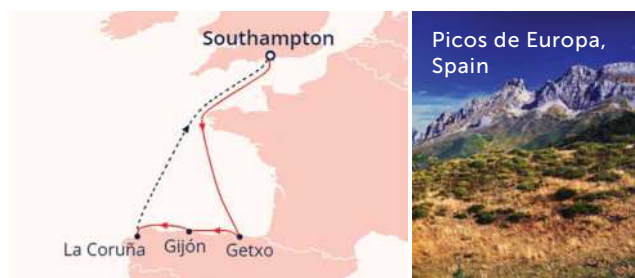 Southampton
La Coruña
Gijón
Getxo
Picos de Europa,
Spain